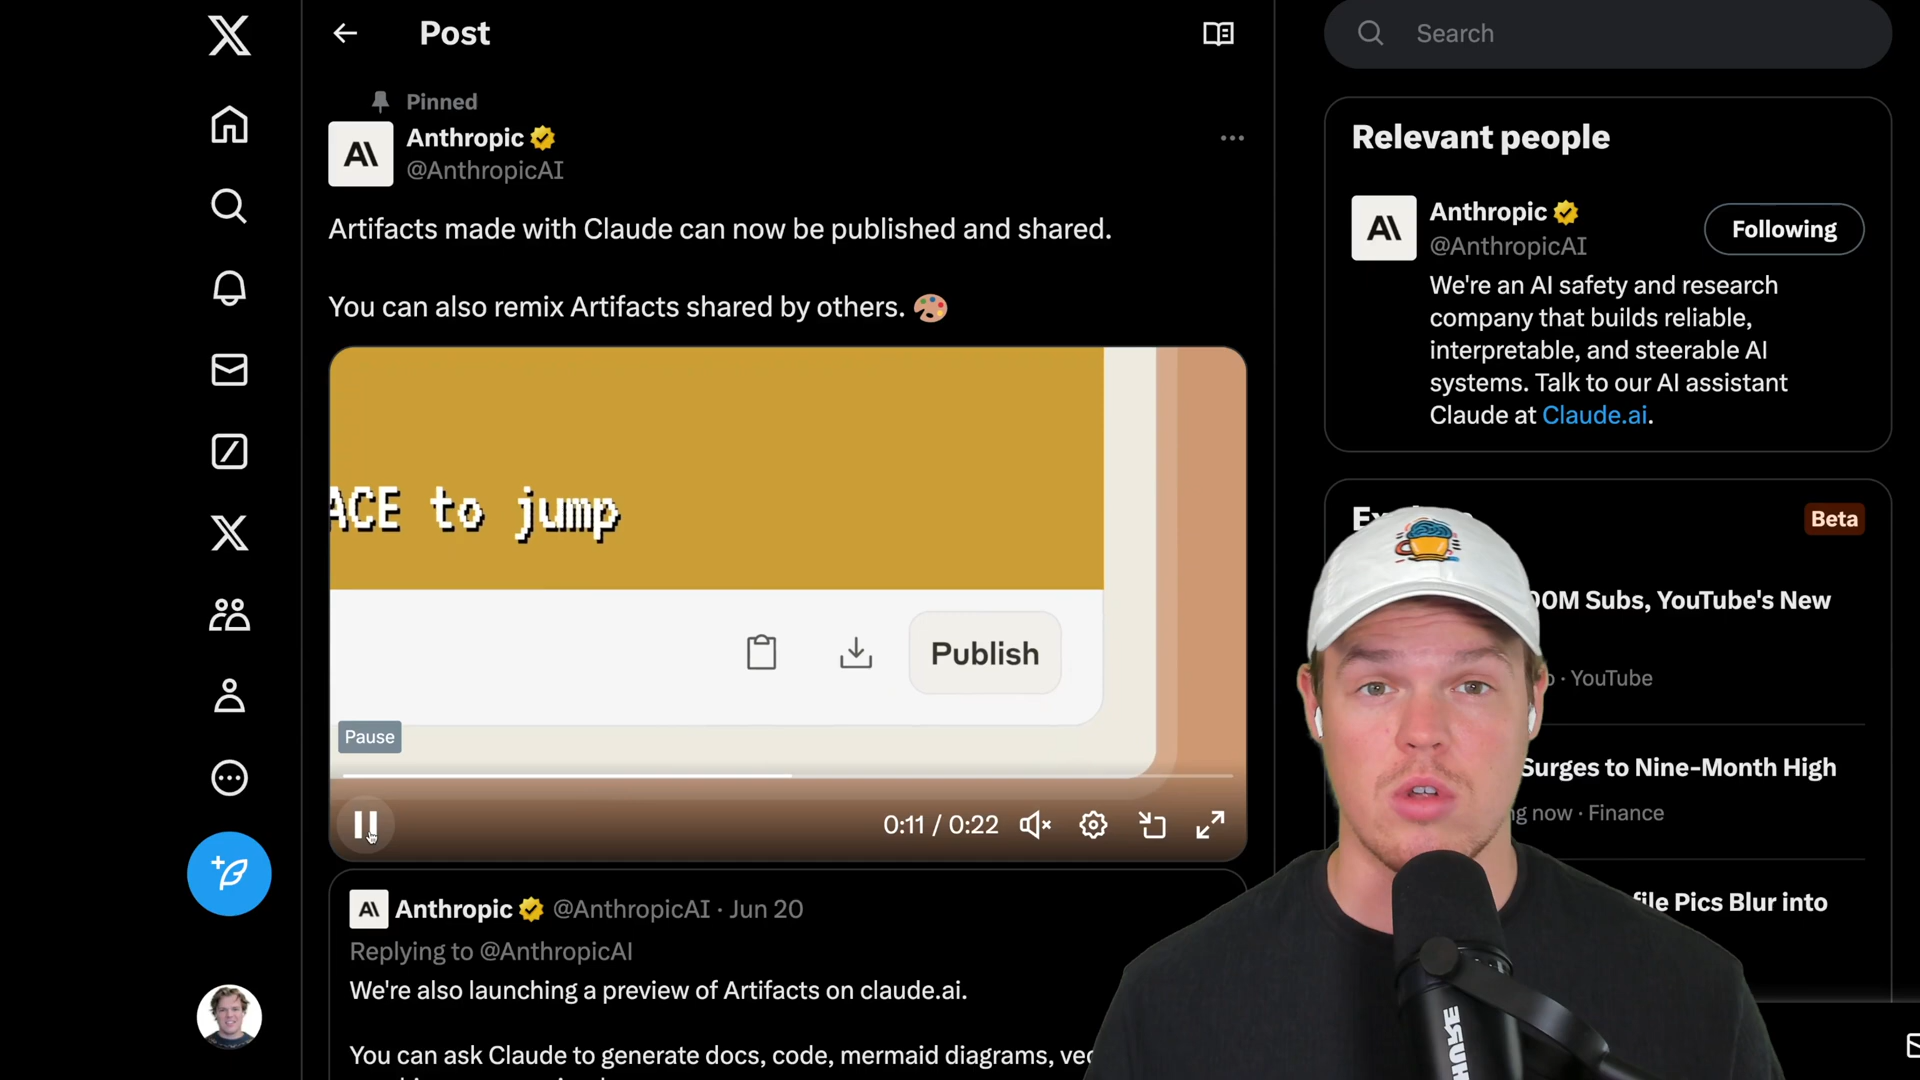 Post
Search
Pinned
Anthropic
@AnthropicAI
Artifacts made with Claude can now be published and shared.
You can also remix Artifacts shared by others.
ACE to jump
Publish
Pause
0:11 / 0:22
Anthropic @AnthropicAI · Jun 20
Replying to @AnthropicAI
We're also launching a preview of Artifacts on claude.ai.
You can ask Claude to generate docs, code, mermaid diagrams, vec
Relevant people
Anthropic
@AnthropicAI
Following
We're an AI safety and research
company that builds reliable,
interpretable, and steerable AI
systems. Talk to our AI assistant
Claude at Claude.ai.
Beta
00M Subs, YouTube's New
· YouTube
Surges to Nine-Month High
ng now · Finance
file Pics Blur into
SHURE